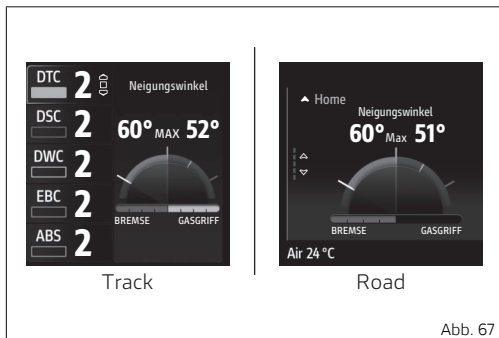 DTC 2
DSC 2
DWC 2
EBC 2
ABS 2
Neigungswinkel
60° MAX 52°
BREMSE GASGRIFF
Track
Home
Neigungswinkel
60° Max 51°
BREMSE GASGRIFF
Air 24 °C
Road
Abb. 67